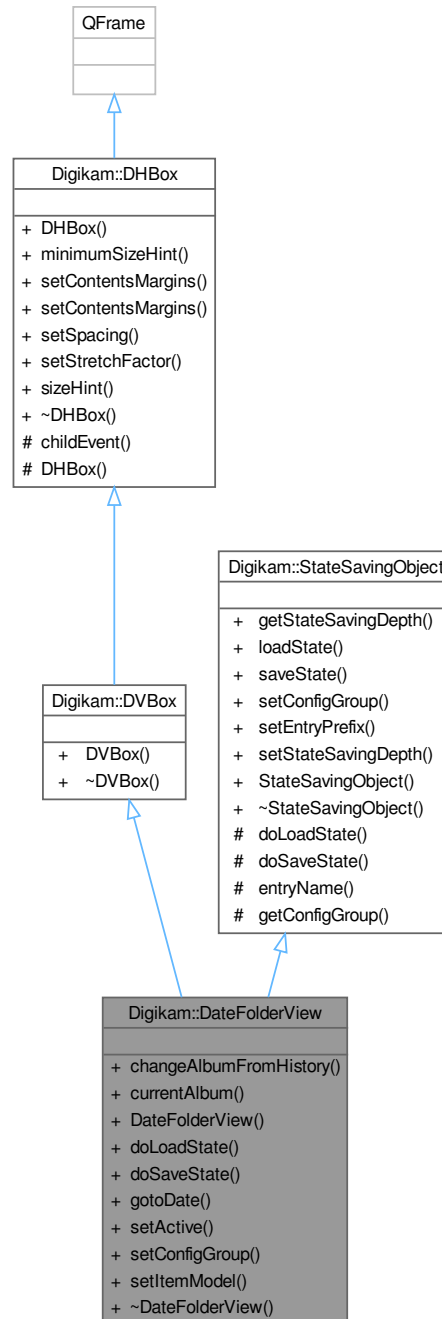 QFrame
Digikam::DHBox
+ DHBox()
+ minimumSizeHint()
+ setContentsMargins()
+ setContentsMargins()
+ setSpacing()
+ setStretchFactor()
+ sizeHint()
+ ~DHBox()
# childEvent()
# DHBox()
Digikam::StateSavingObject
+ getStateSavingDepth()
+ loadState()
+ saveState()
+ setConfigGroup()
+ setEntryPrefix()
+ setStateSavingDepth()
+ StateSavingObject()
+ ~StateSavingObject()
# doLoadState()
# doSaveState()
# entryName()
# getConfigGroup()
Digikam::DVBox
+ DVBox()
+ ~DVBox()
Digikam::DateFolderView
+ changeAlbumFromHistory()
+ currentAlbum()
+ DateFolderView()
+ doLoadState()
+ doSaveState()
+ gotoDate()
+ setActive()
+ setConfigGroup()
+ setItemModel()
+ ~DateFolderView()